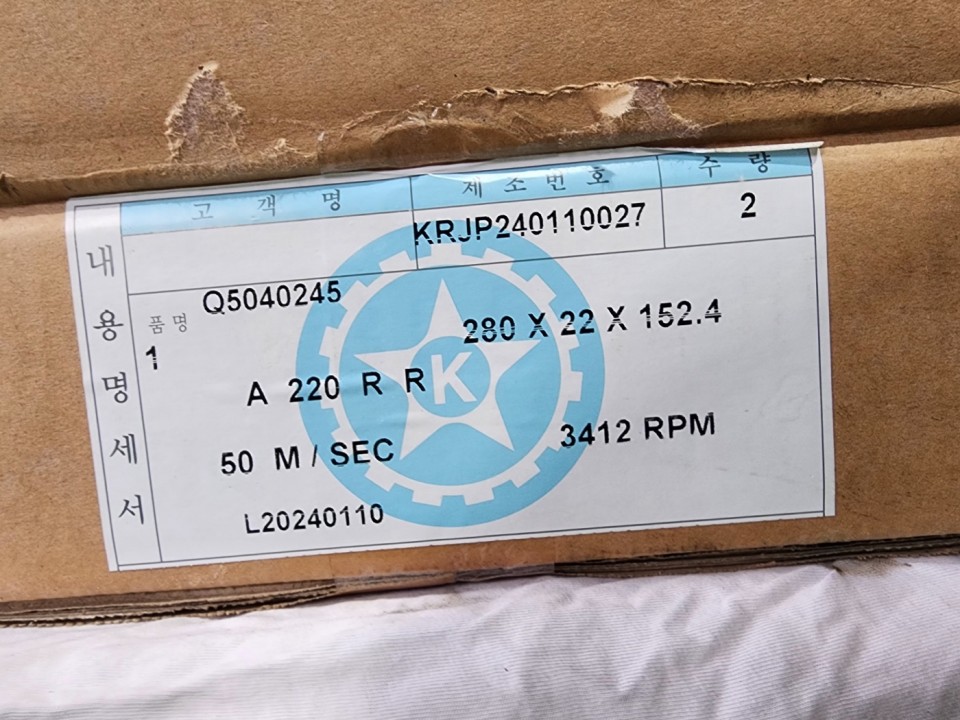 내용명세서
고객명 제조번호 수량
KRJP240110027 2
품명 Q5040245
1 280 X 22 X 152.4
A 220 R R
50 M / SEC 3412 RPM
L20240110
K